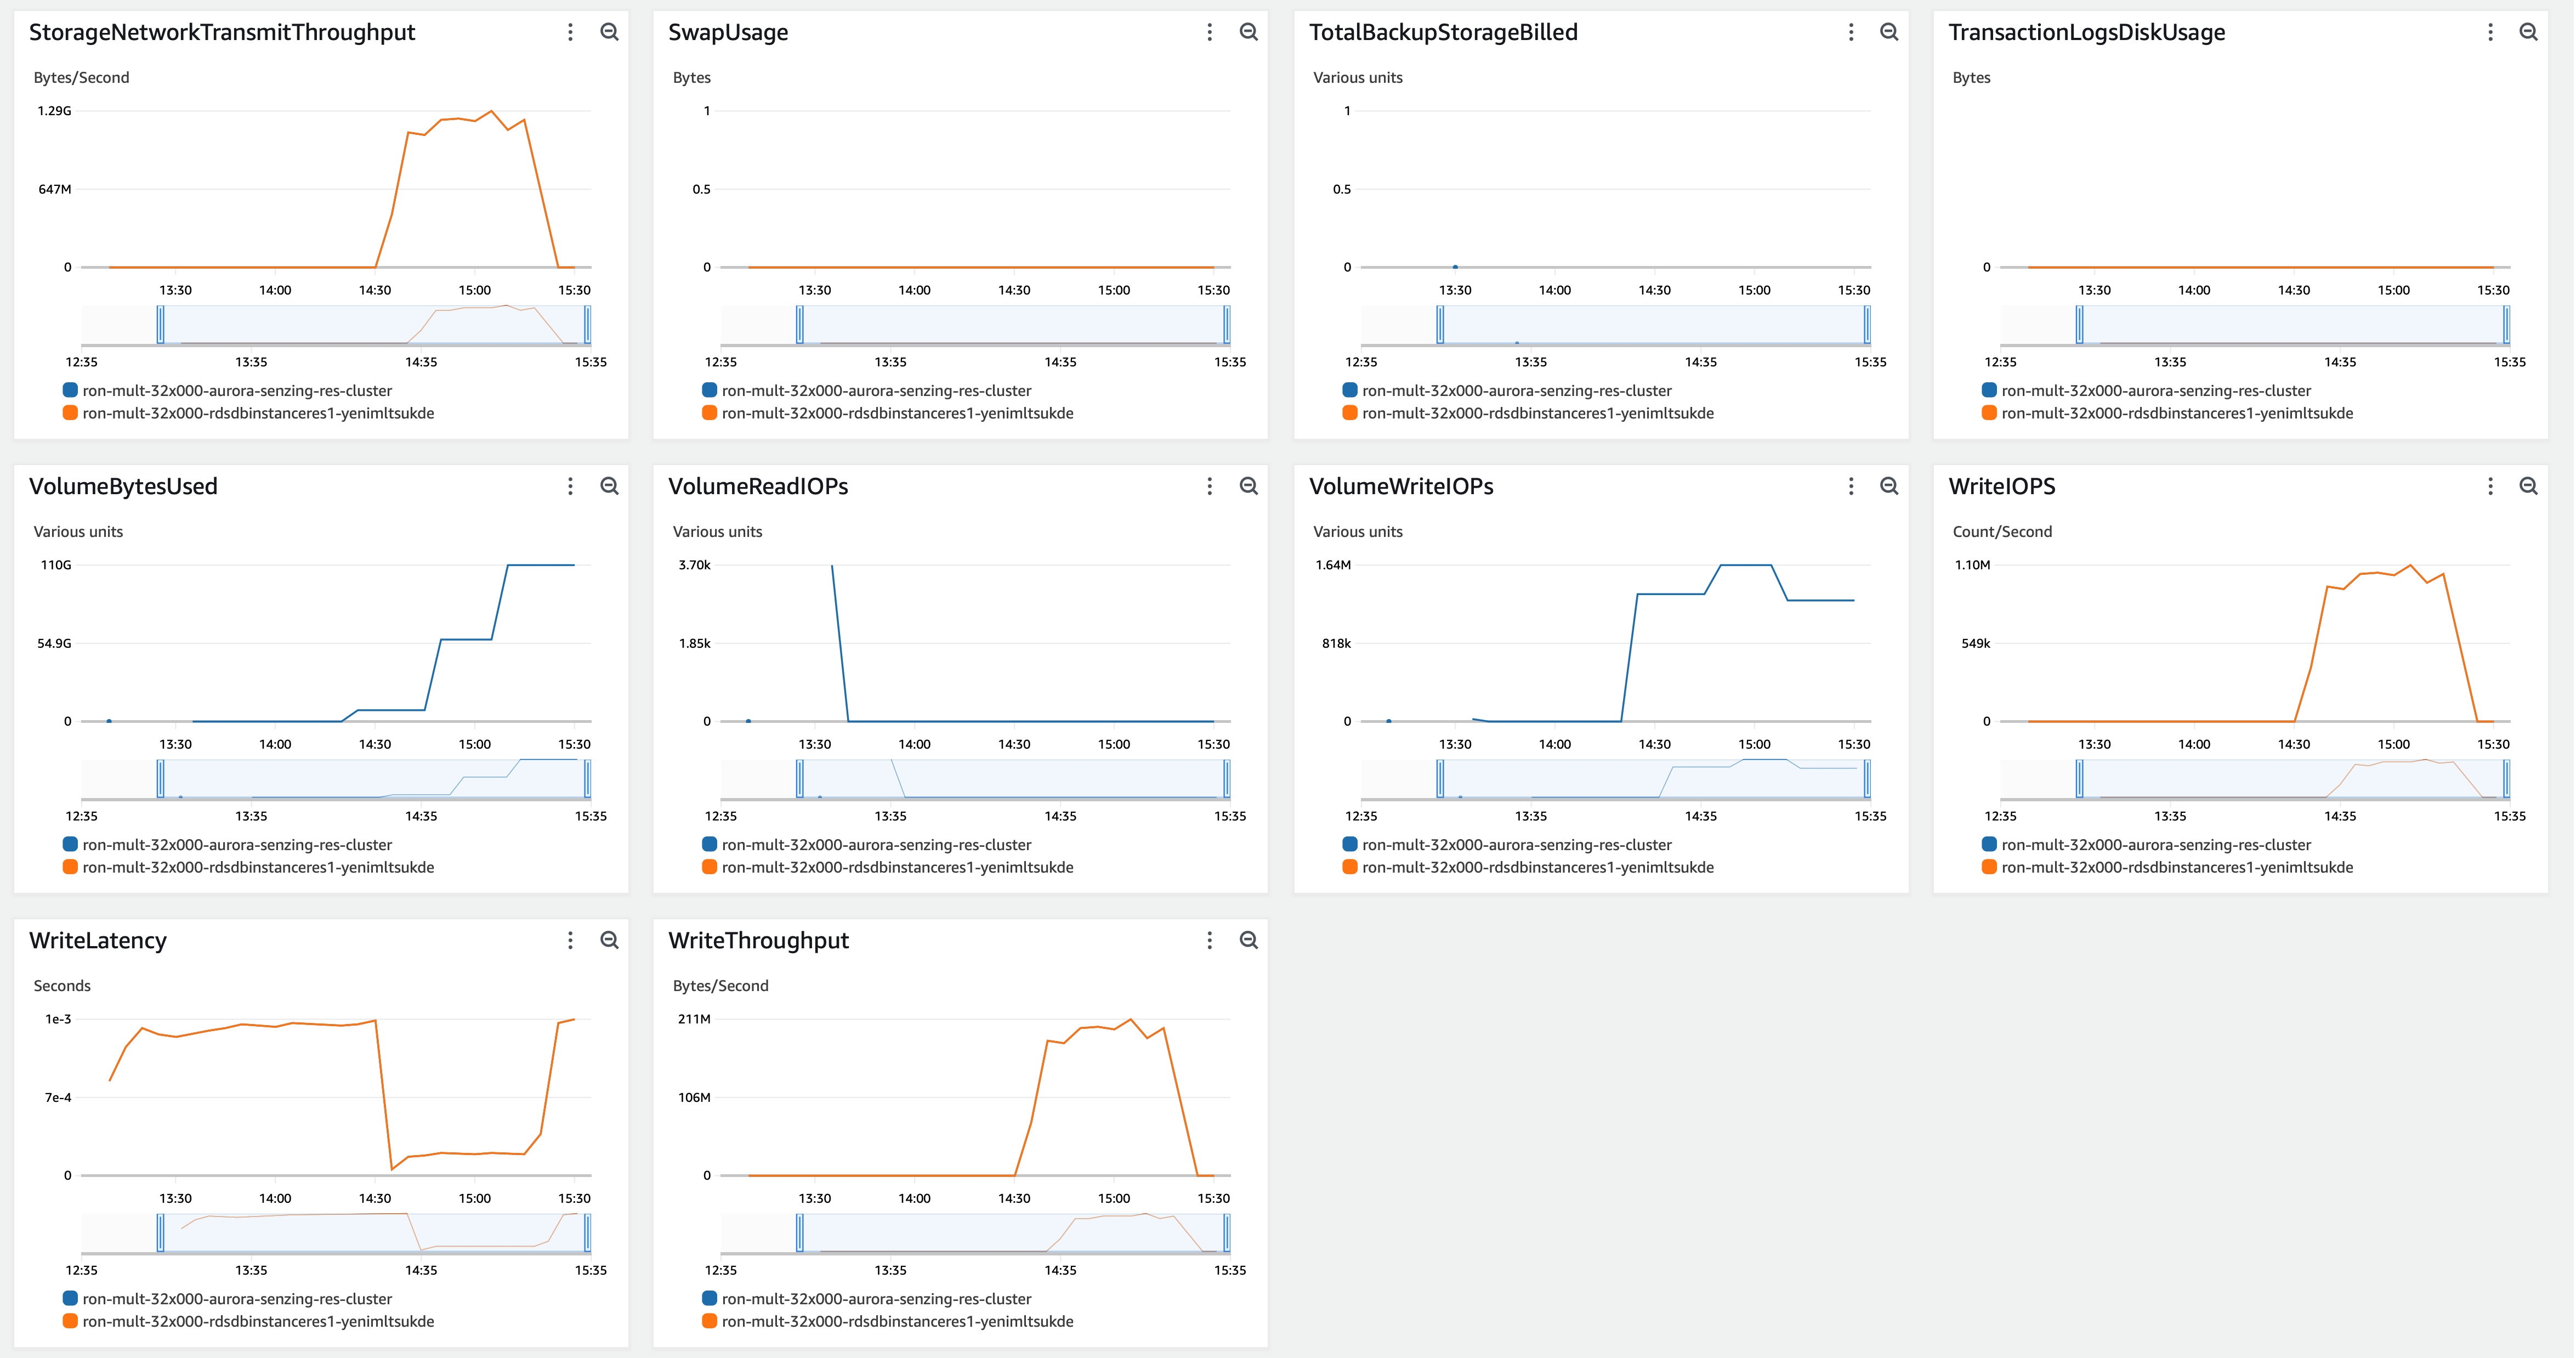 StorageNetworkTransmitThroughput
Bytes/Second
1.29G
647M
0
13:30 14:00 14:30 15:00 15:30
12:35 13:35 14:35 15:35
ron-mult-32x000-aurora-senzing-res-cluster
ron-mult-32x000-rdsdbinstanceres1-yenimltsukde
SwapUsage
Bytes
1
0.5
0
13:30 14:00 14:30 15:00 15:30
12:35 13:35 14:35 15:35
ron-mult-32x000-aurora-senzing-res-cluster
ron-mult-32x000-rdsdbinstanceres1-yenimltsukde
TotalBackupStorageBilled
Various units
1
0.5
0
13:30 14:00 14:30 15:00 15:30
12:35 13:35 14:35 15:35
ron-mult-32x000-aurora-senzing-res-cluster
ron-mult-32x000-rdsdbinstanceres1-yenimltsukde
TransactionLogsDiskUsage
Bytes
0
13:30 14:00 14:30 15:00 15:30
12:35 13:35 14:35 15:35
ron-mult-32x000-aurora-senzing-res-cluster
ron-mult-32x000-rdsdbinstanceres1-yenimltsukde
VolumeBytesUsed
Various units
110G
54.9G
0
13:30 14:00 14:30 15:00 15:30
12:35 13:35 14:35 15:35
ron-mult-32x000-aurora-senzing-res-cluster
ron-mult-32x000-rdsdbinstanceres1-yenimltsukde
VolumeReadIOPs
Various units
3.70k
1.85k
0
13:30 14:00 14:30 15:00 15:30
12:35 13:35 14:35 15:35
ron-mult-32x000-aurora-senzing-res-cluster
ron-mult-32x000-rdsdbinstanceres1-yenimltsukde
VolumeWriteIOPs
Various units
1.64M
818k
0
13:30 14:00 14:30 15:00 15:30
12:35 13:35 14:35 15:35
ron-mult-32x000-aurora-senzing-res-cluster
ron-mult-32x000-rdsdbinstanceres1-yenimltsukde
WriteIOPS
Count/Second
1.10M
549k
0
13:30 14:00 14:30 15:00 15:30
12:35 13:35 14:35 15:35
ron-mult-32x000-aurora-senzing-res-cluster
ron-mult-32x000-rdsdbinstanceres1-yenimltsukde
WriteLatency
Seconds
1e-3
7e-4
0
13:30 14:00 14:30 15:00 15:30
12:35 13:35 14:35 15:35
ron-mult-32x000-aurora-senzing-res-cluster
ron-mult-32x000-rdsdbinstanceres1-yenimltsukde
WriteThroughput
Bytes/Second
211M
106M
0
13:30 14:00 14:30 15:00 15:30
12:35 13:35 14:35 15:35
ron-mult-32x000-aurora-senzing-res-cluster
ron-mult-32x000-rdsdbinstanceres1-yenimltsukde